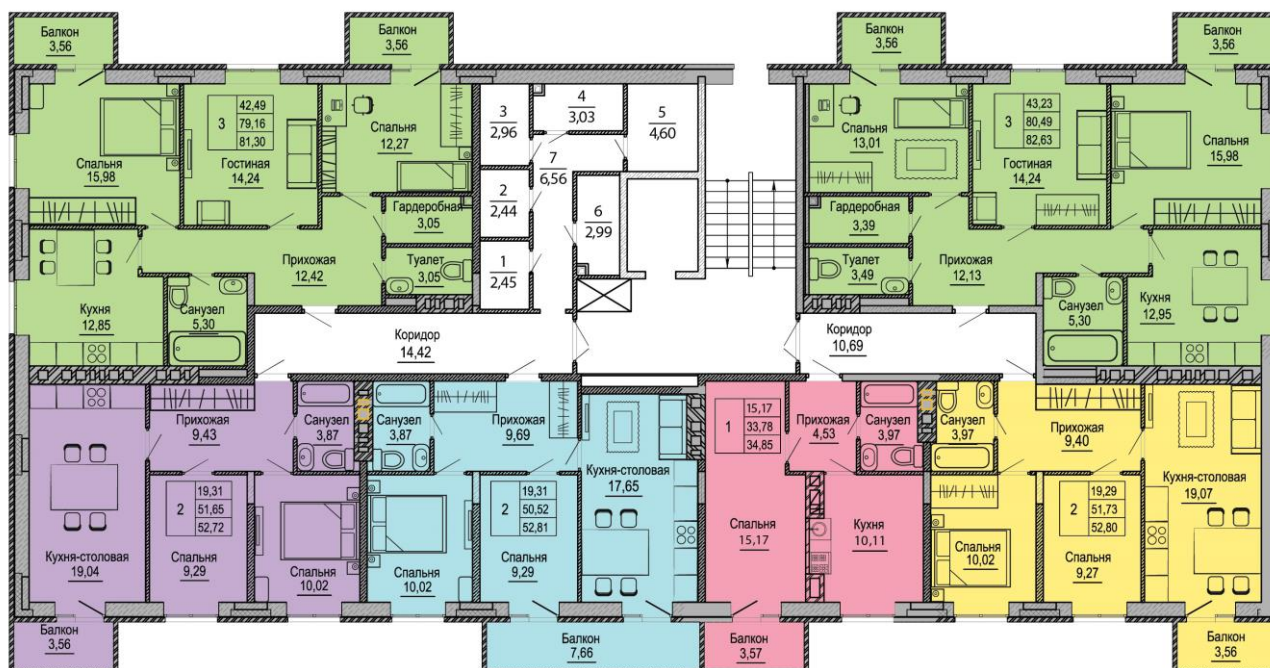 Балкон
3,56
Балкон
3,56
Балкон
3,56
Балкон
3,56
Спальня
15,98
3
42,49
79,16
81,30
Гостиная
14,24
Спальня
12,27
3
2,96
4
3,03
5
4,60
7
6,56
2
2,44
6
2,99
1
2,45
Гардеробная
3,05
Туалет
3,05
Прихожая
12,42
Кухня
12,85
Санузел
5,30
Коридор
14,42
Спальня
13,01
3
43,23
80,49
82,63
Гостиная
14,24
Спальня
15,98
Гардеробная
3,39
Туалет
3,49
Прихожая
12,13
Санузел
5,30
Кухня
12,95
Коридор
10,69
Прихожая
9,43
Санузел
3,87
2
19,31
51,65
52,72
Кухня-столовая
19,04
Спальня
9,29
Спальня
10,02
Балкон
3,56
Санузел
3,87
Прихожая
9,69
2
19,31
50,52
52,81
Кухня-столовая
17,65
Спальня
10,02
Спальня
9,29
Балкон
7,66
1
15,17
33,78
34,85
Прихожая
4,53
Санузел
3,97
Спальня
15,17
Кухня
10,11
Балкон
3,57
Санузел
3,97
Прихожая
9,40
2
19,29
51,73
52,80
Кухня-столовая
19,07
Спальня
10,02
Спальня
9,27
Балкон
3,56